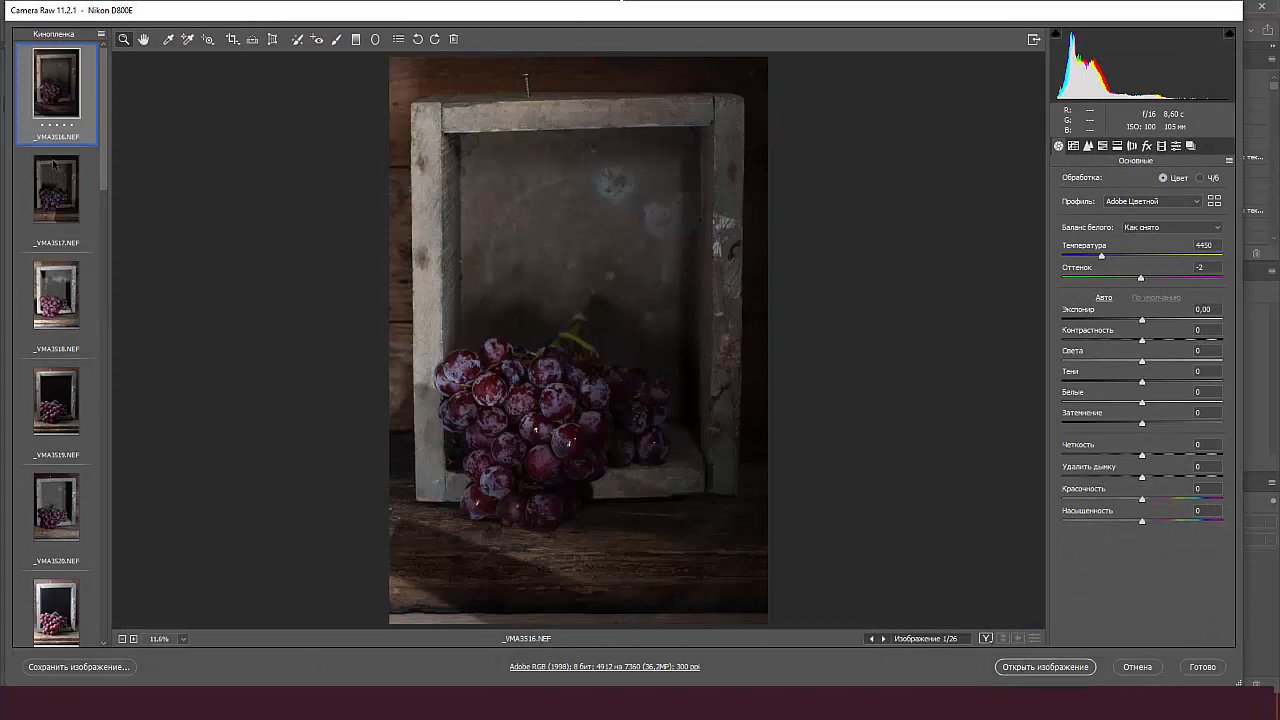 Camera Raw 11.2.1 - Nikon D800E
Кинопленка
_VMA3516.NEF
_VMA3517.NEF
_VMA3518.NEF
_VMA3519.NEF
_VMA3520.NEF
R: ---
G: ---
B: ---
f/16 8,60 с
ISO: 100 105 мм
Основные
Обработка: Цвет Ч/б
Профиль: Adobe Цветной
Баланс белого: Как снято
Температура 4450
Оттенок -2
Авто По умолчанию
Экспонир 0,00
Контрастность 0
Света 0
Тени 0
Белые 0
Затемнение 0
Четкость 0
Удалить дымку 0
Красочность 0
Насыщенность 0
11,6% _VMA3516.NEF Изображение 1/26
Сохранить изображение... Adobe RGB (1998); 8 бит; 4912 на 7360 (36,2MP); 300 ppi Открыть изображение Отмена Готово